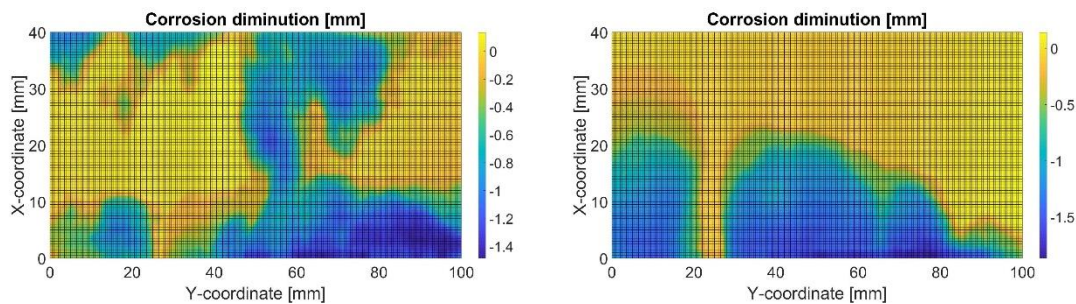 Corrosion diminution [mm]
X-coordinate [mm]
40
30
20
10
0
0 20 40 60 80 100
Y-coordinate [mm]
0
-0.2
-0.4
-0.6
-0.8
-1
-1.2
-1.4
Corrosion diminution [mm]
X-coordinate [mm]
40
30
20
10
0
0 20 40 60 80 100
Y-coordinate [mm]
0
-0.5
-1
-1.5